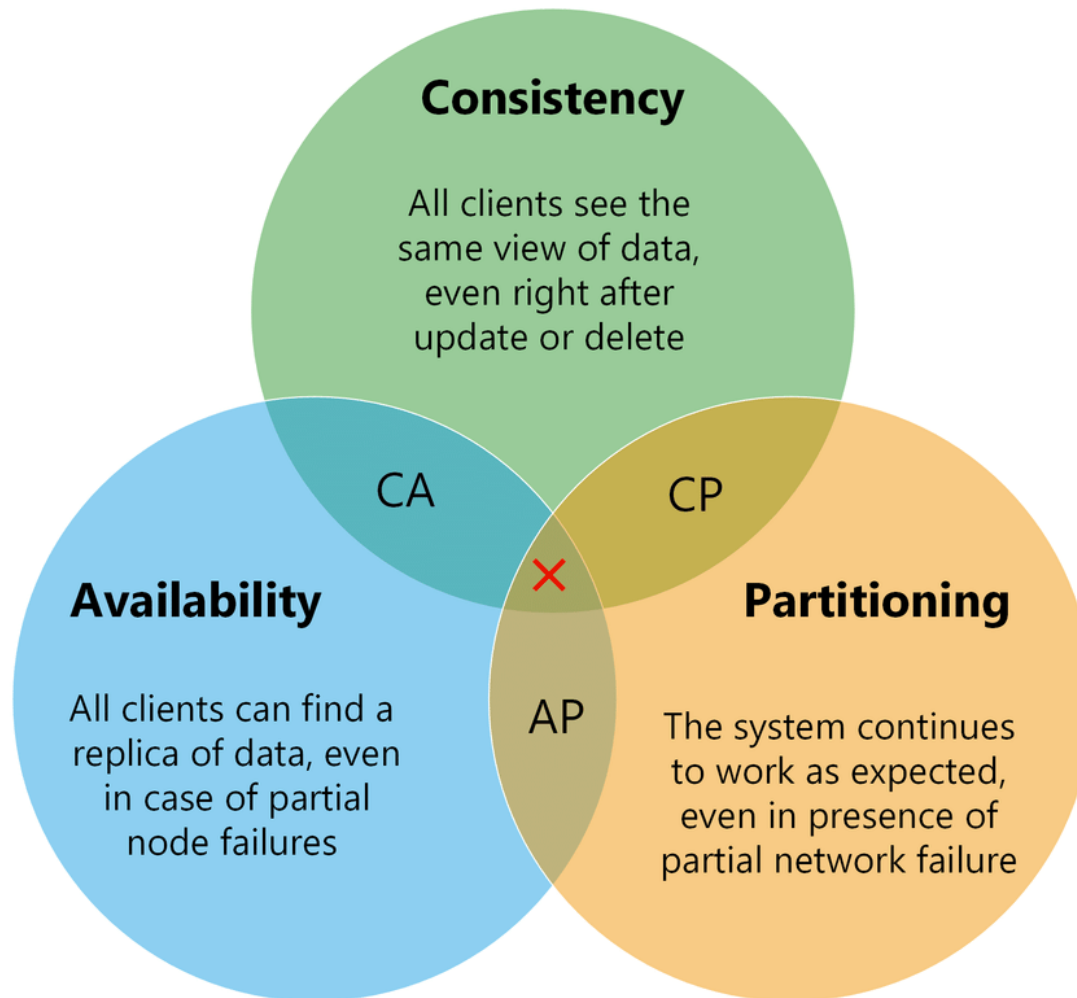 Consistency
All clients see the
same view of data,
even right after
update or delete
CA
CP
Availability
All clients can find a
replica of data, even
in case of partial
node failures
Partitioning
The system continues
to work as expected,
even in presence of
partial network failure
AP